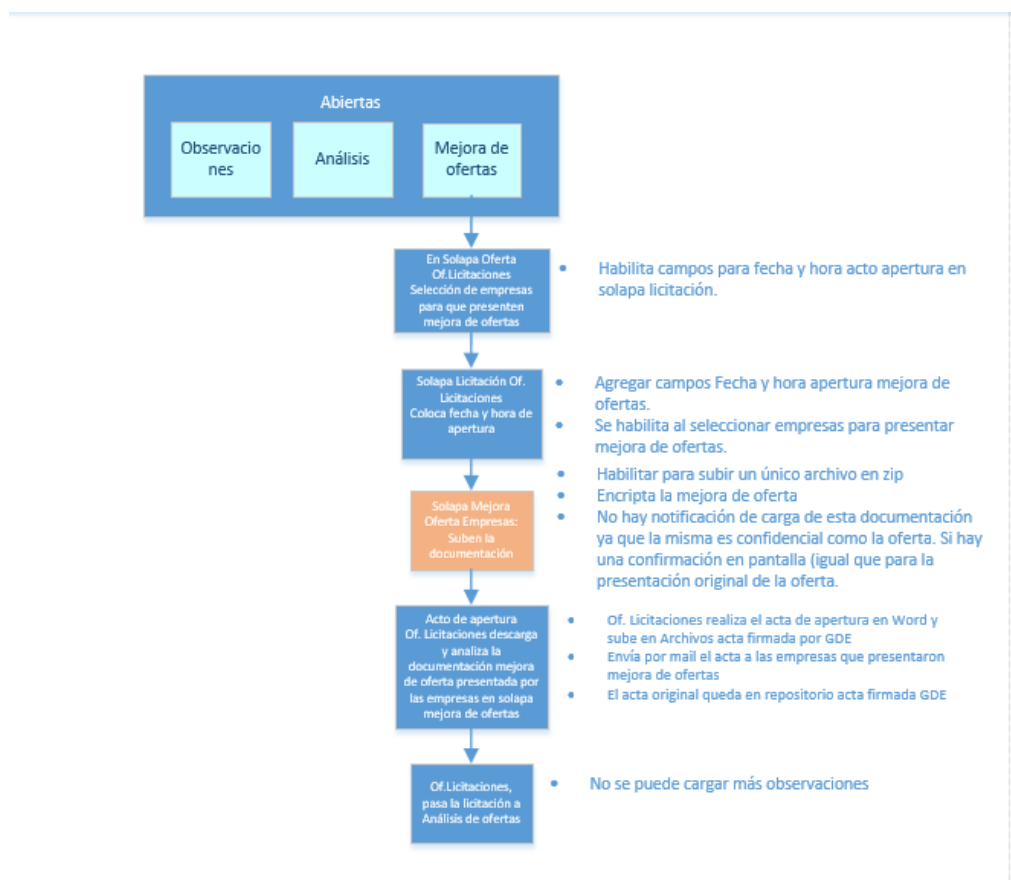 Abiertas
Observacio
nes
Análisis
Mejora de
ofertas
En Solapa Oferta
Of.Licitaciones
Selección de empresas
para que presenten
mejora de ofertas
• Habilita campos para fecha y hora acto apertura en
solapa licitación.
Solapa Licitación Of.
Licitaciones
Coloca fecha y hora de
apertura
• Agregar campos Fecha y hora apertura mejora de
ofertas.
• Se habilita al seleccionar empresas para presentar
mejora de ofertas.
Solapa Mejora
Oferta Empresas:
Suben la
documentación
• Habilitar para subir un único archivo en zip
• Encripta la mejora de oferta
• No hay notificación de carga de esta documentación
ya que la misma es confidencial como la oferta. Si hay
una confirmación en pantalla (igual que para la
presentación original de la oferta.
Acto de apertura
Of. Licitaciones descarga
y analiza la
documentación mejora
de oferta presentada por
las empresas en solapa
mejora de ofertas
• Of. Licitaciones realiza el acta de apertura en Word y
sube en Archivos acta firmada por GDE
• Envía por mail el acta a las empresas que presentaron
mejora de ofertas
• El acta original queda en repositorio acta firmada GDE
Of.Licitaciones,
pasa la licitación a
Análisis de ofertas
• No se puede cargar más observaciones